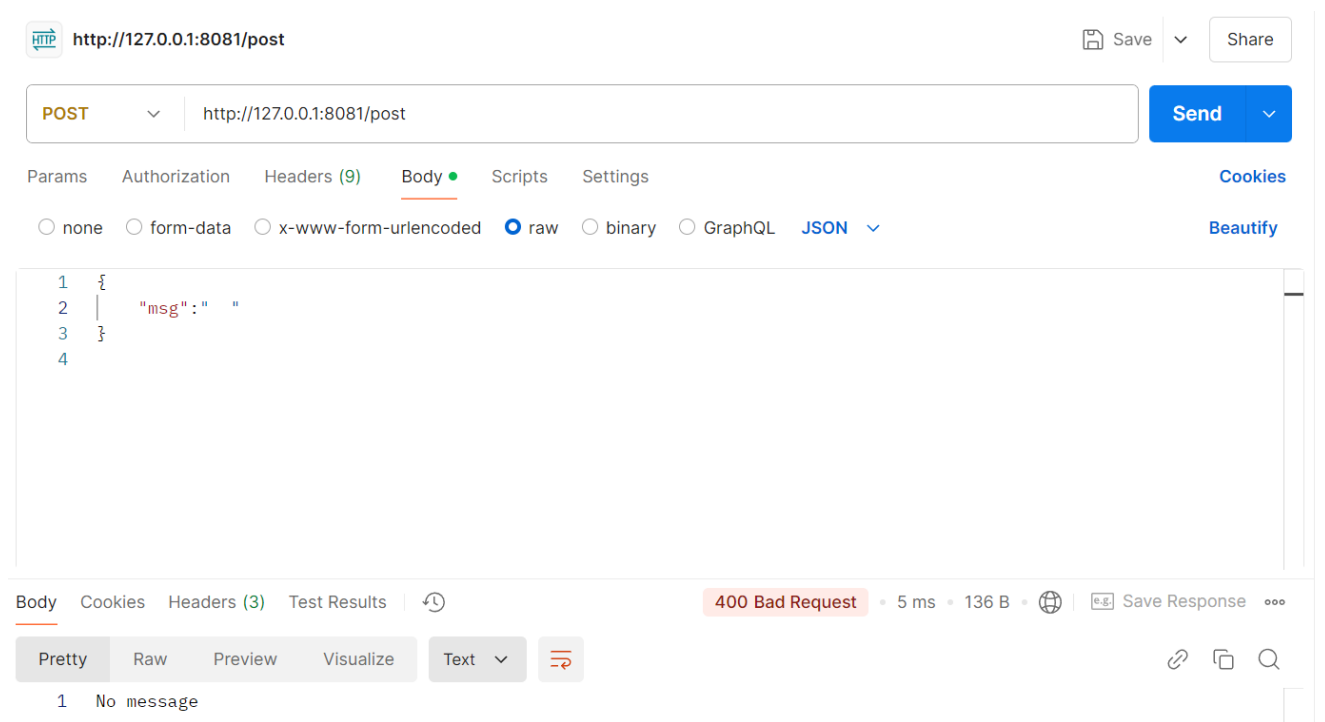 HTTP http://127.0.0.1:8081/post Save Share
POST http://127.0.0.1:8081/post Send
Params Authorization Headers (9) Body Scripts Settings Cookies
none form-data x-www-form-urlencoded raw binary GraphQL JSON Beautify
1 {
2 "msg":"  "
3 }
4
Body Cookies Headers (3) Test Results 400 Bad Request 5 ms 136 B e.g. Save Response
Pretty Raw Preview Visualize Text
1 No message